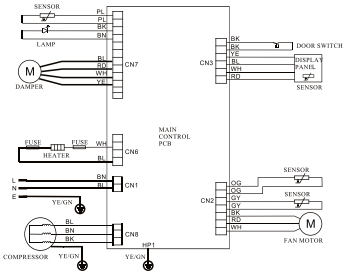 SENSOR
PL
PL
BK
BN
LAMP
BL
RD
WH
YE
M
DAMPER
CN7
BK
BK
YE
BL
WH
RD
CN3
DOOR SWITCH
DISPLAY
PANEL
SENSOR
MAIN
CONTROL
PCB
FUSE
FUSE
HEATER
WH
BL
CN6
L
N
E
BN
BL
CN1
YE/GN
BL
BN
BK
CN8
COMPRESSOR
YE/GN
HP1
YE/GN
SENSOR
OG
OG
GY
GY
BK
RD
WH
CN2
SENSOR
M
FAN MOTOR